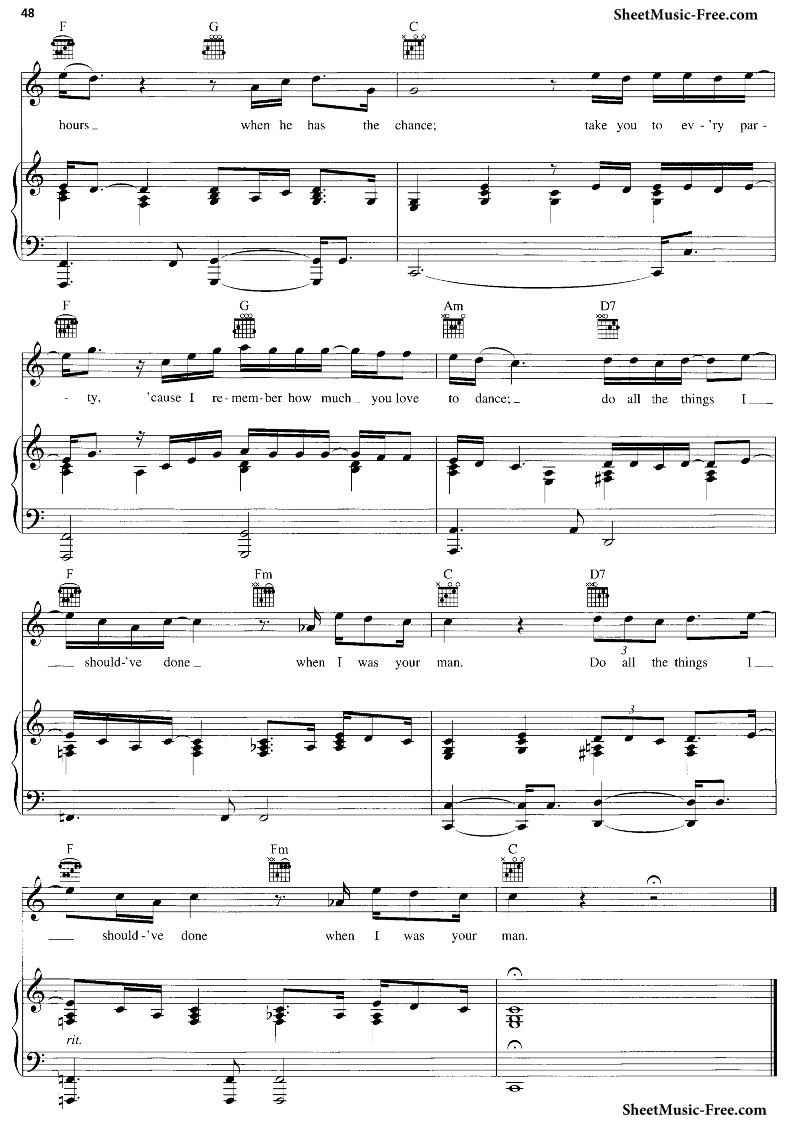 48
SheetMusic-Free.com
F G C
hours_ when he has the chance; take you to ev-'ry par-
F G Am D7
- ty, 'cause I re-mem-ber how much_ you love to dance;_ do all the things I__
F Fm C D7
__ should-'ve done_ when I was your man. Do all the things I__
3
3
F Fm C
__ should-'ve done when I was your man.
rit.
SheetMusic-Free.com